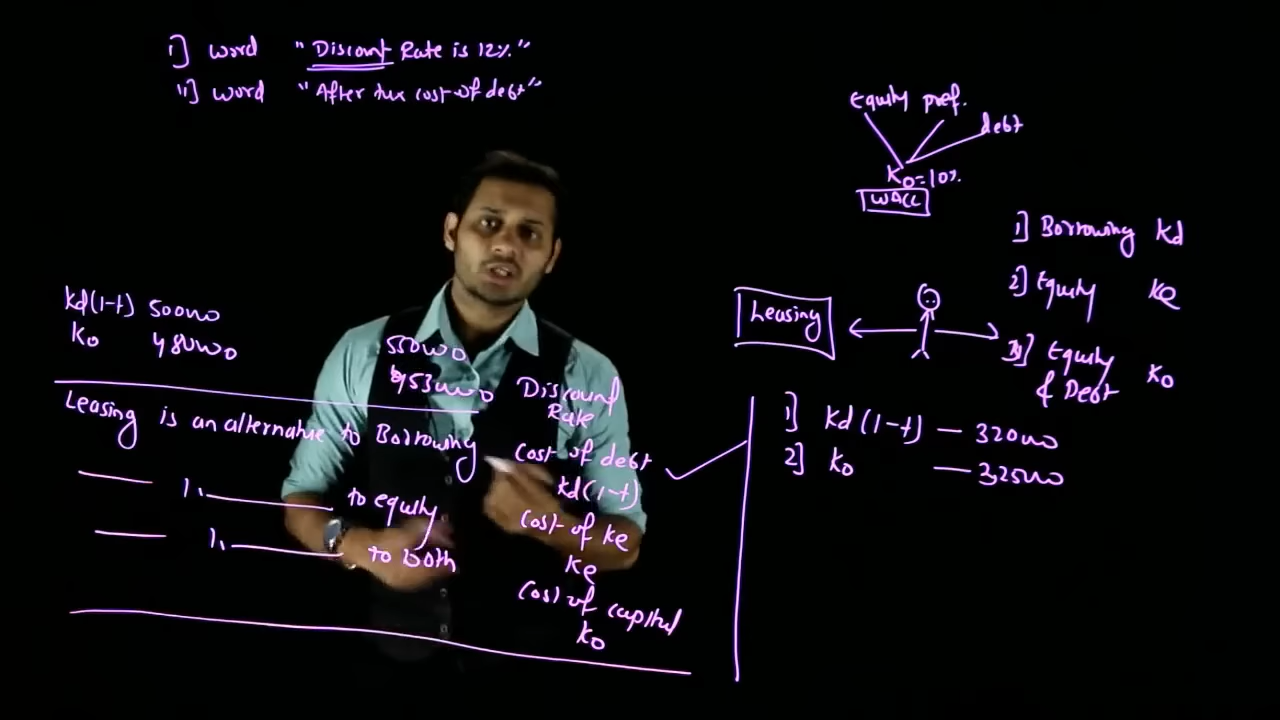 i] word "Discount Rate is 12%."
ii] word "After tax cost of debt"
Equity pref.
debt
Ko=10%.
WACC
1] Borrowing Kd
2] Equity Ke
3] Equity & Debt Ko
Leasing
Kd(1-t) 50000
Ko 48000
55000
53000
Discount Rate
Leasing is an alternative to Borrowing
cost of debt
Kd(1-t)
to equity
cost of ke
Ke
to both
cost of capital
Ko
1] Kd(1-t) — 32000
2] Ko — 32500